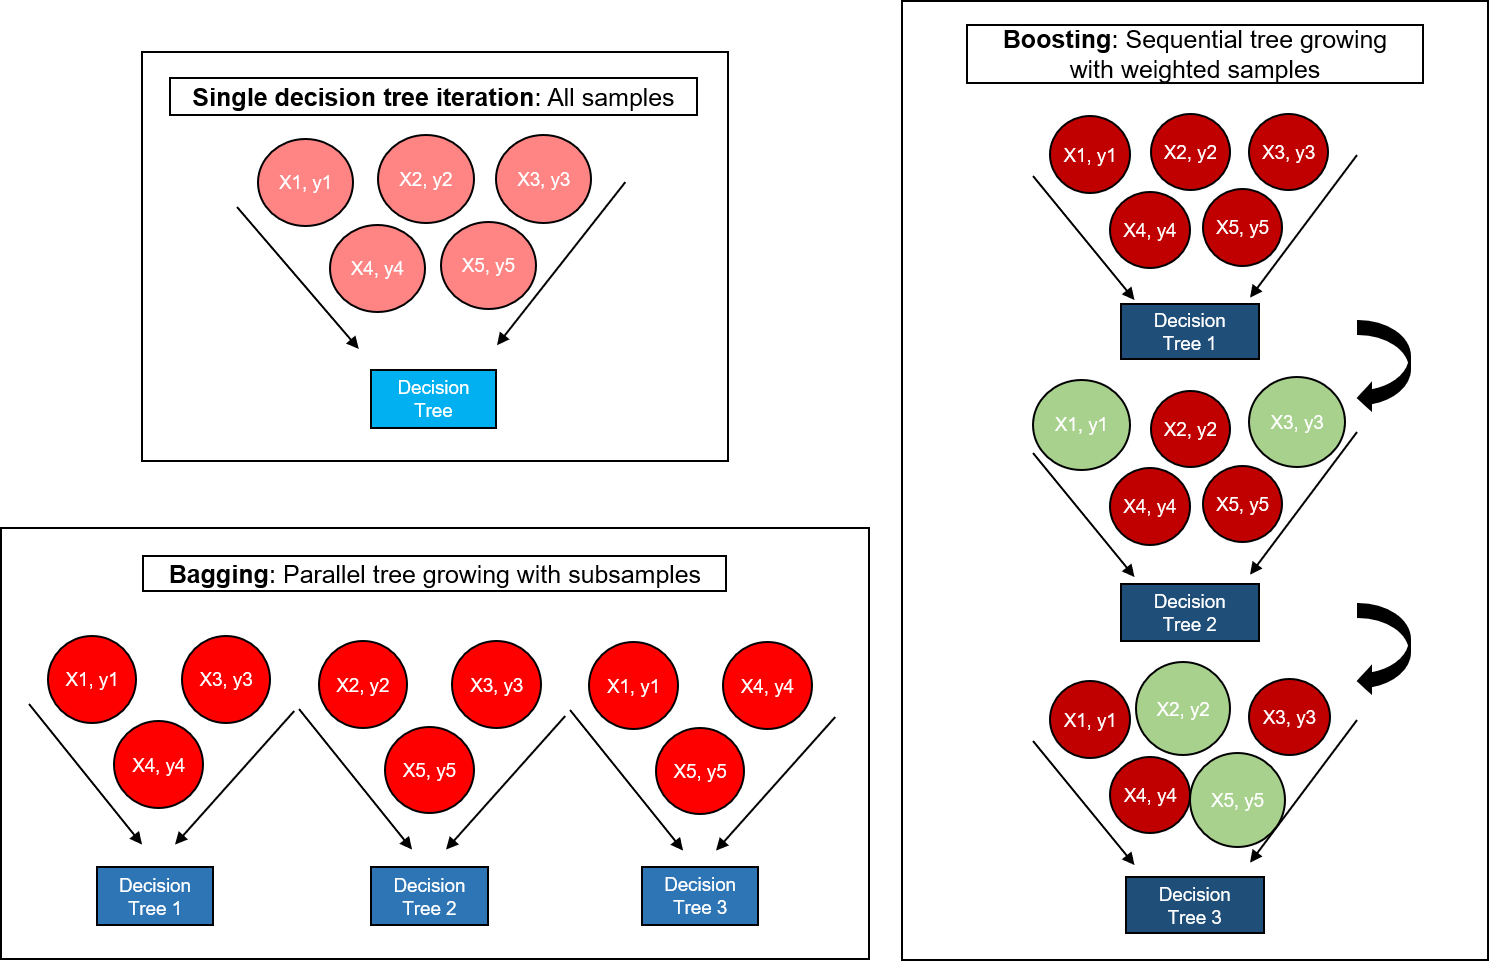 Single decision tree iteration: All samples
X1, y1
X2, y2
X3, y3
X4, y4
X5, y5
Decision
Tree
Bagging: Parallel tree growing with subsamples
X1, y1
X3, y3
X4, y4
Decision
Tree 1
X2, y2
X3, y3
X5, y5
Decision
Tree 2
X1, y1
X4, y4
X5, y5
Decision
Tree 3
Boosting: Sequential tree growing
with weighted samples
X1, y1
X2, y2
X3, y3
X4, y4
X5, y5
Decision
Tree 1
X1, y1
X2, y2
X3, y3
X4, y4
X5, y5
Decision
Tree 2
X1, y1
X2, y2
X3, y3
X4, y4
X5, y5
Decision
Tree 3